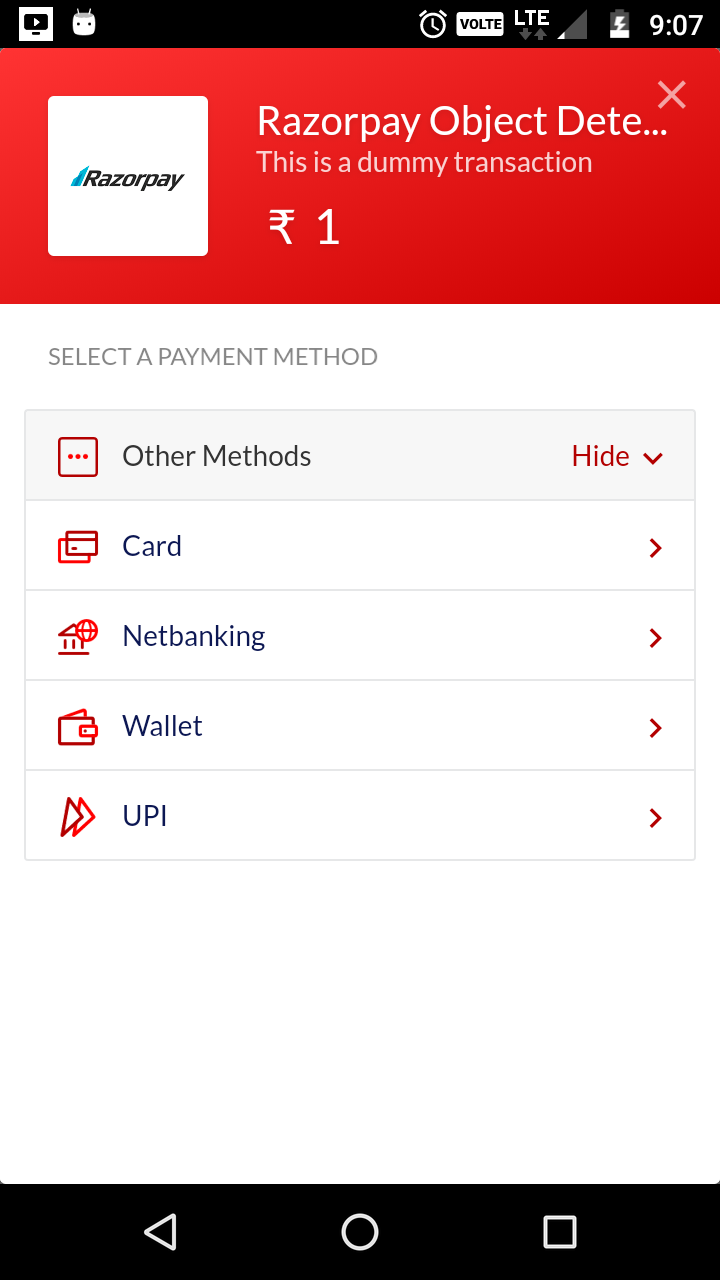 VOLTE LTE 9:07
Razorpay Object Dete...
Razorpay
This is a dummy transaction
₹ 1
SELECT A PAYMENT METHOD
Other Methods Hide
Card
Netbanking
Wallet
UPI